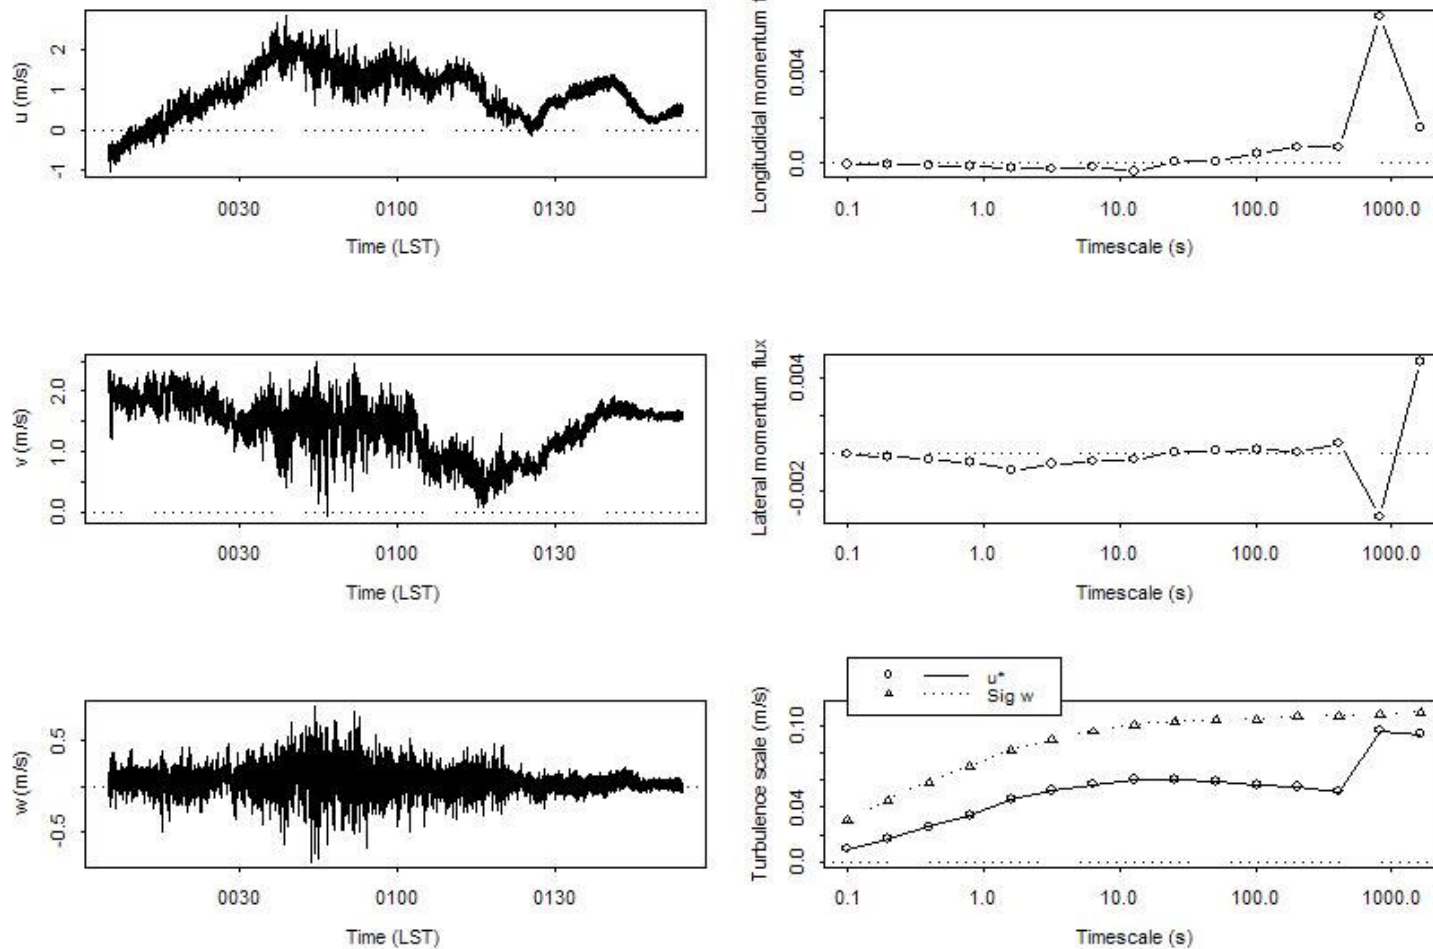 u (m/s)
2
1
0
-1
0030
0100
0130
Time (LST)
Longitudidal momentum
0.004
0.0
0.1
1.0
10.0
100.0
1000.0
Timescale (s)
v (m/s)
2.0
1.0
0.0
0030
0100
0130
Time (LST)
Lateral momentum flux
0.004
-0.002
0.1
1.0
10.0
100.0
1000.0
Timescale (s)
w (m/s)
0.5
-0.5
0030
0100
0130
Time (LST)
u*
Sig w
Turbulence scale (m/s)
0.10
0.04
0.0
0.1
1.0
10.0
100.0
1000.0
Timescale (s)